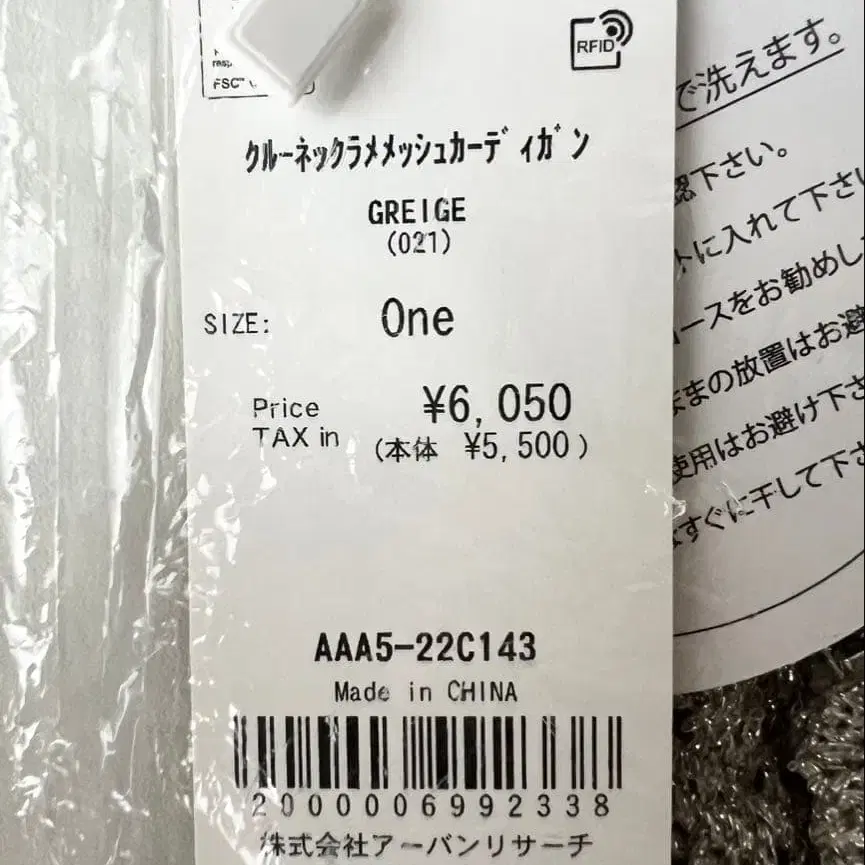 resp
FSC™
RFID
クルーネックラメメッシュカーディガン
GREIGE
(021)
SIZE: One
Price ¥6,050
TAX in (本体 ¥5,500)
AAA5-22C143
Made in CHINA
2000006992338
株式会社アーバンリサーチ
で洗えます。
認下さい。
トに入れて下さい
コースをお勧めし
ままの放置はお避
使用はお避け下さ
すぐに干して下さ